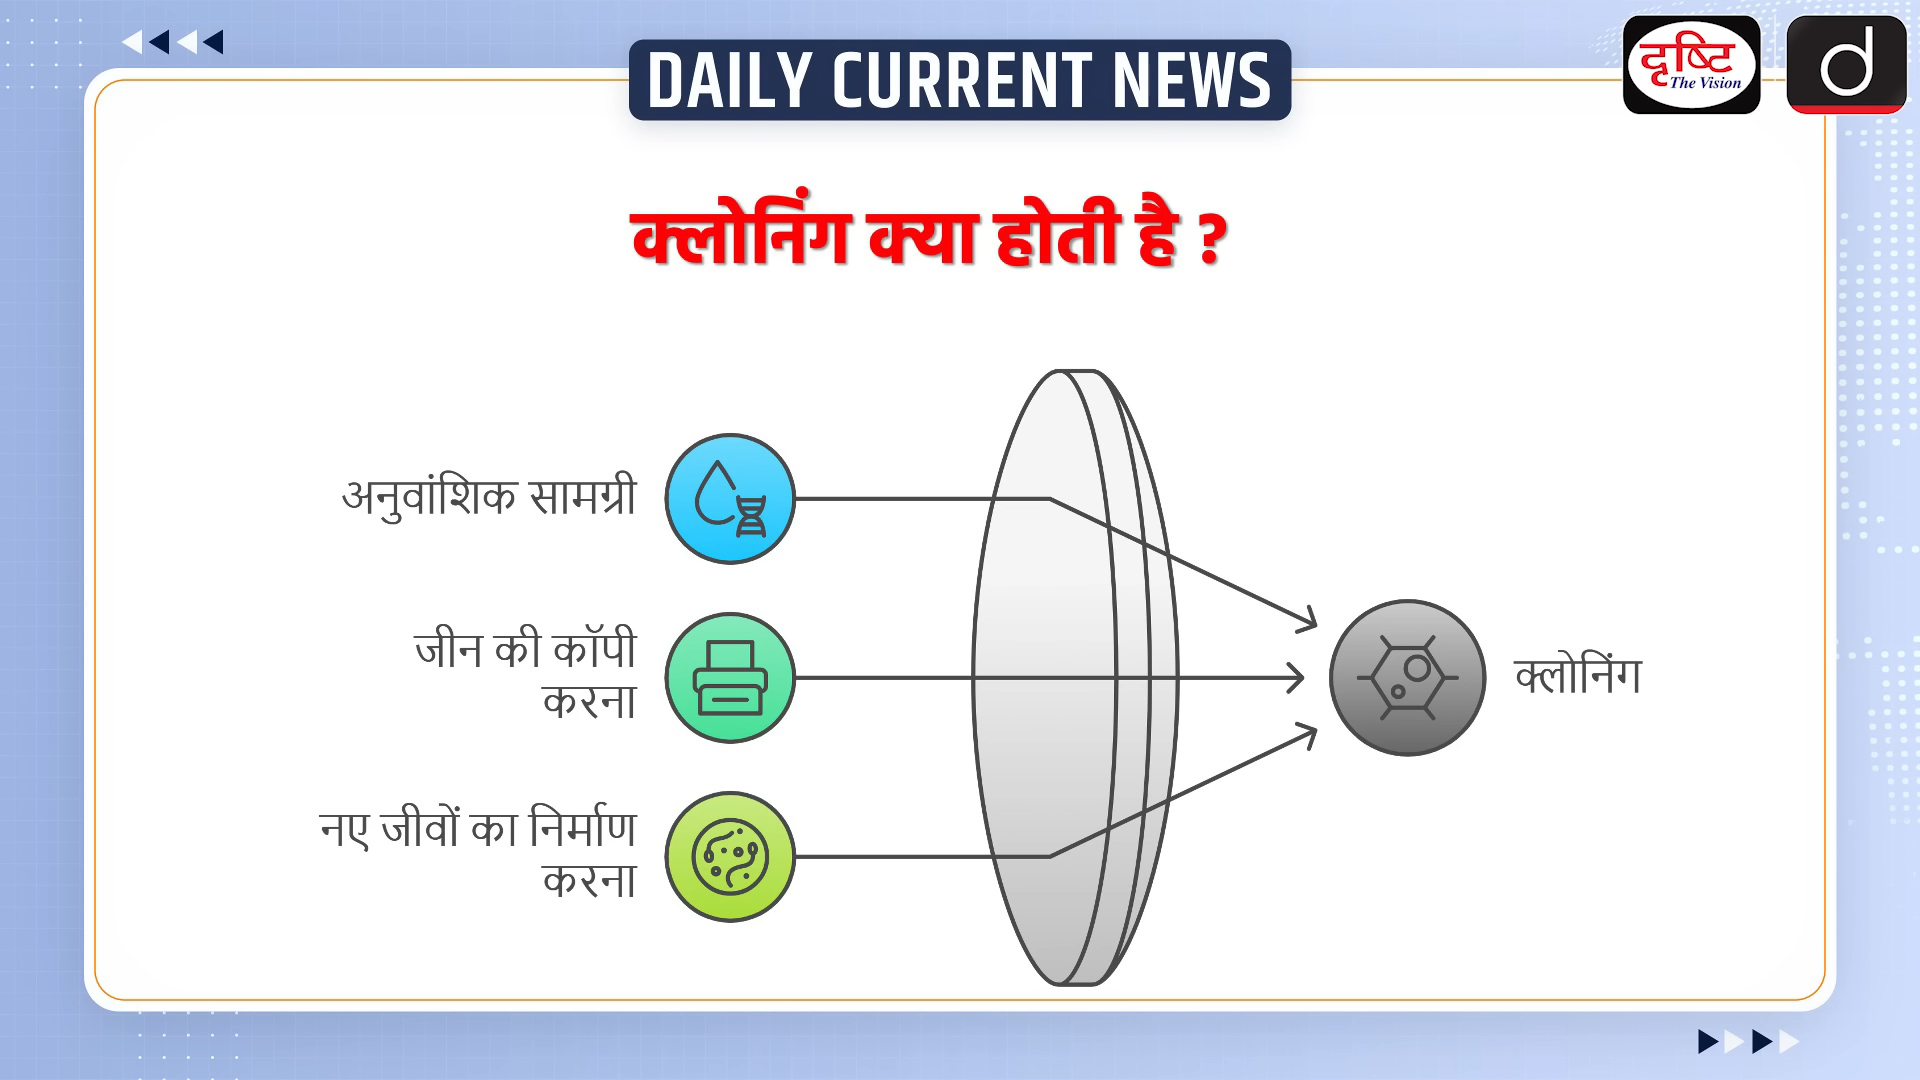 DAILY CURRENT NEWS
दृष्टि
The Vision
d
क्लोनिंग क्या होती है ?
अनुवांशिक सामग्री
जीन की कॉपी
करना
नए जीवों का निर्माण
करना
क्लोनिंग